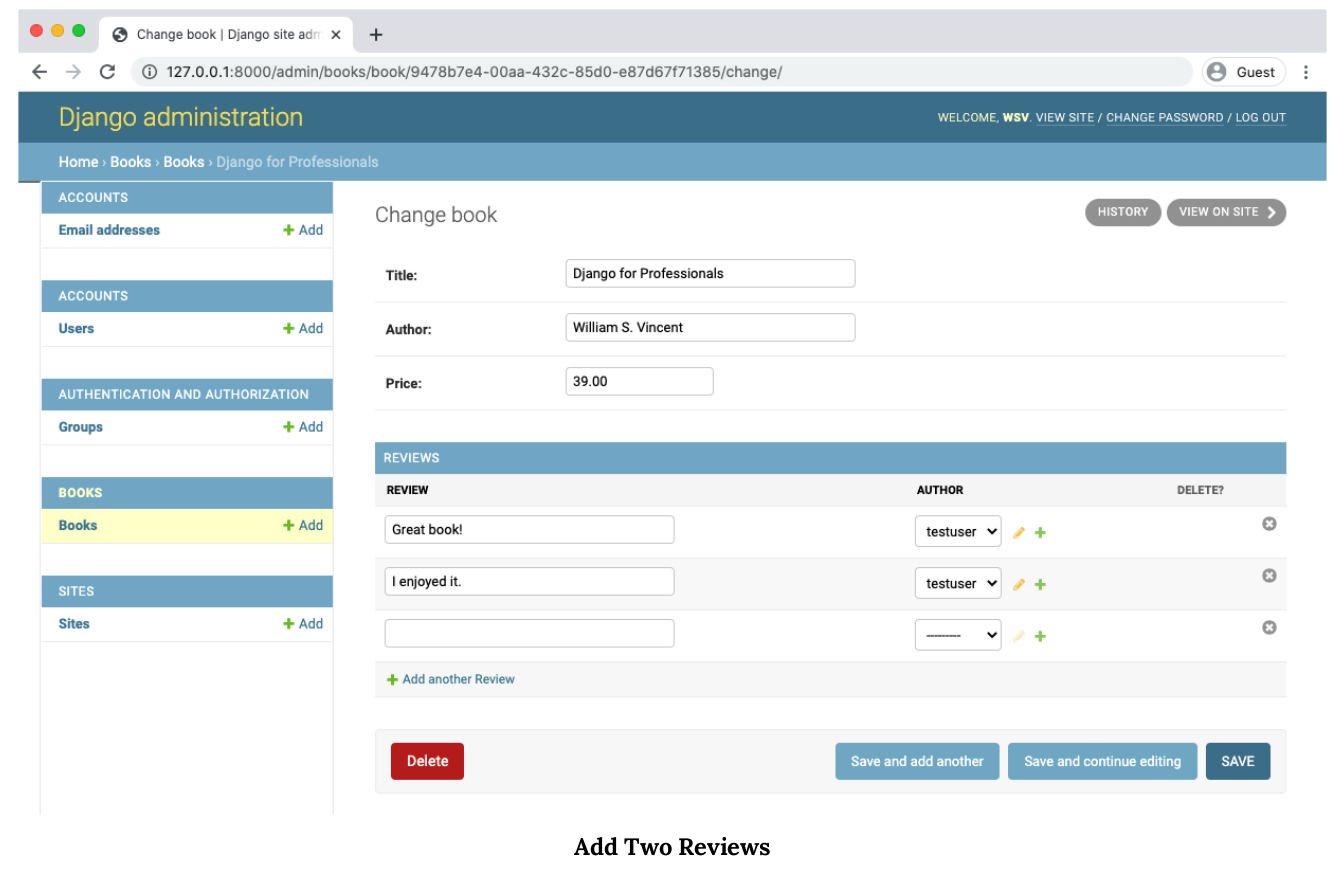 Change book | Django site adm
127.0.0.1:8000/admin/books/book/9478b7e4-00aa-432c-85d0-e87d67f71385/change/
Guest
Django administration
WELCOME, WSV. VIEW SITE / CHANGE PASSWORD / LOG OUT
Home › Books › Books › Django for Professionals
ACCOUNTS
Email addresses
Add
ACCOUNTS
Users
Add
AUTHENTICATION AND AUTHORIZATION
Groups
Add
BOOKS
Books
Add
SITES
Sites
Add
Change book
HISTORY
VIEW ON SITE
Title:
Django for Professionals
Author:
William S. Vincent
Price:
39.00
REVIEWS
REVIEW
AUTHOR
DELETE?
Great book!
testuser
I enjoyed it.
testuser
---------
Add another Review
Delete
Save and add another
Save and continue editing
SAVE
Add Two Reviews